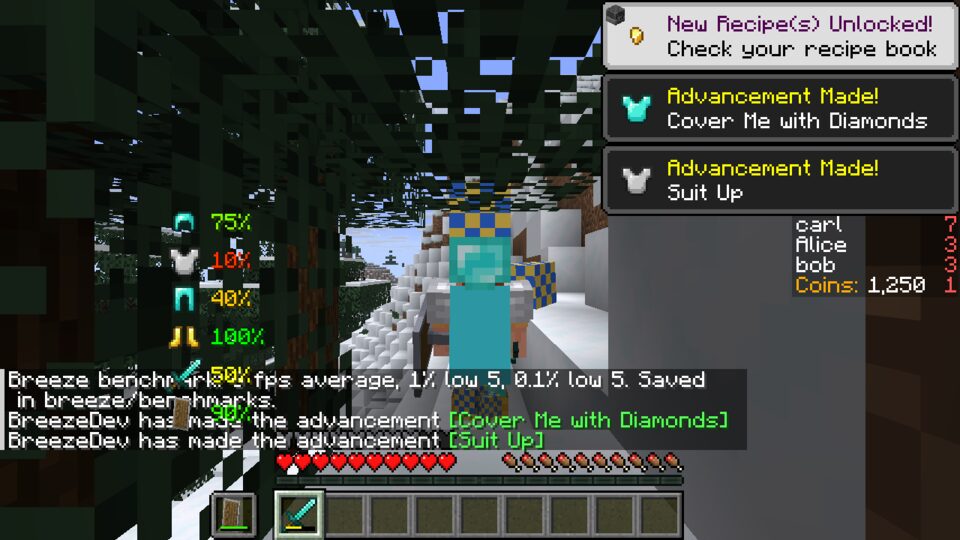 New Recipe(s) Unlocked!
Check your recipe book
Advancement Made!
Cover Me with Diamonds
Advancement Made!
Suit Up
carl 7
Alice 3
bob 3
Coins: 1,250 1
75%
10%
40%
100%
50%
90%
Breeze benchmark: fps average, 1% low 5, 0.1% low 5. Saved
in breeze/benchmarks.
BreezeDev has made the advancement [Cover Me with Diamonds]
BreezeDev has made the advancement [Suit Up]